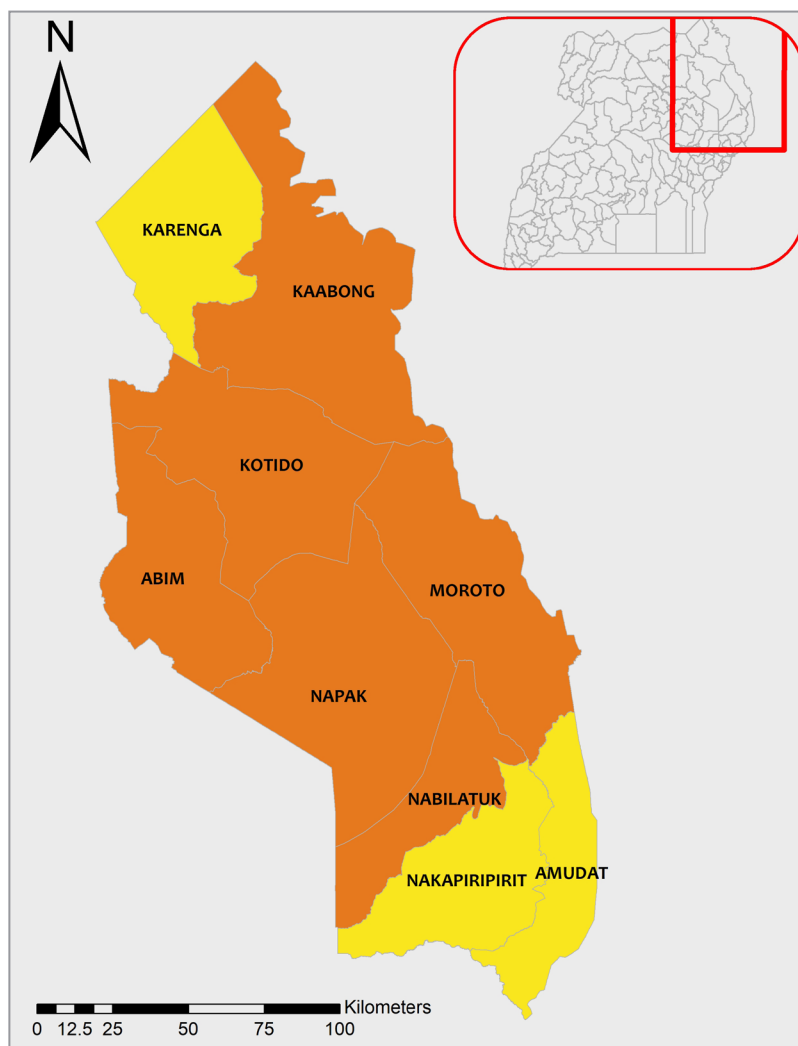 N
KARENGA
KAABONG
KOTIDO
ABIM
MOROTO
NAPAK
NABILATUK
NAKAPIRIPIRIT
AMUDAT
Kilometers
0 12.5 25 50 75 100